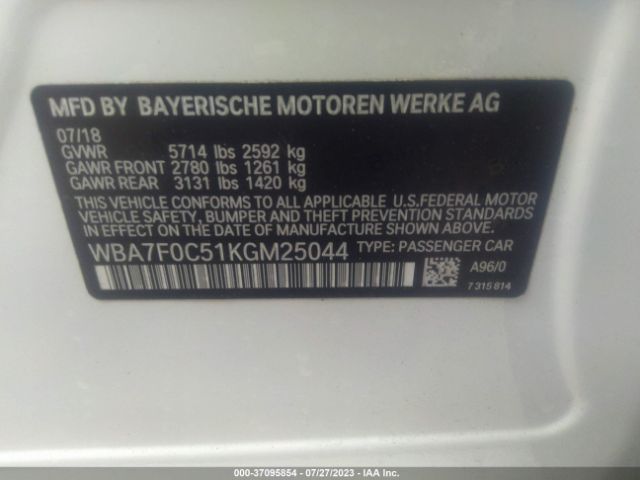 MFD BY BAYERISCHE MOTOREN WERKE AG
07/18
GVWR 5714 lbs 2592 kg
GAWR FRONT 2780 lbs 1261 kg
GAWR REAR 3131 lbs 1420 kg
THIS VEHICLE CONFORMS TO ALL APPLICABLE U.S.FEDERAL MOTOR
VEHICLE SAFETY, BUMPER AND THEFT PREVENTION STANDARDS
IN EFFECT ON THE DATE OF MANUFACTURE SHOWN ABOVE.
WBA7F0C51KGM25044 TYPE: PASSENGER CAR
A96/0
7 315 814
000-37095854 / 07/27/2023 - IAA Inc.